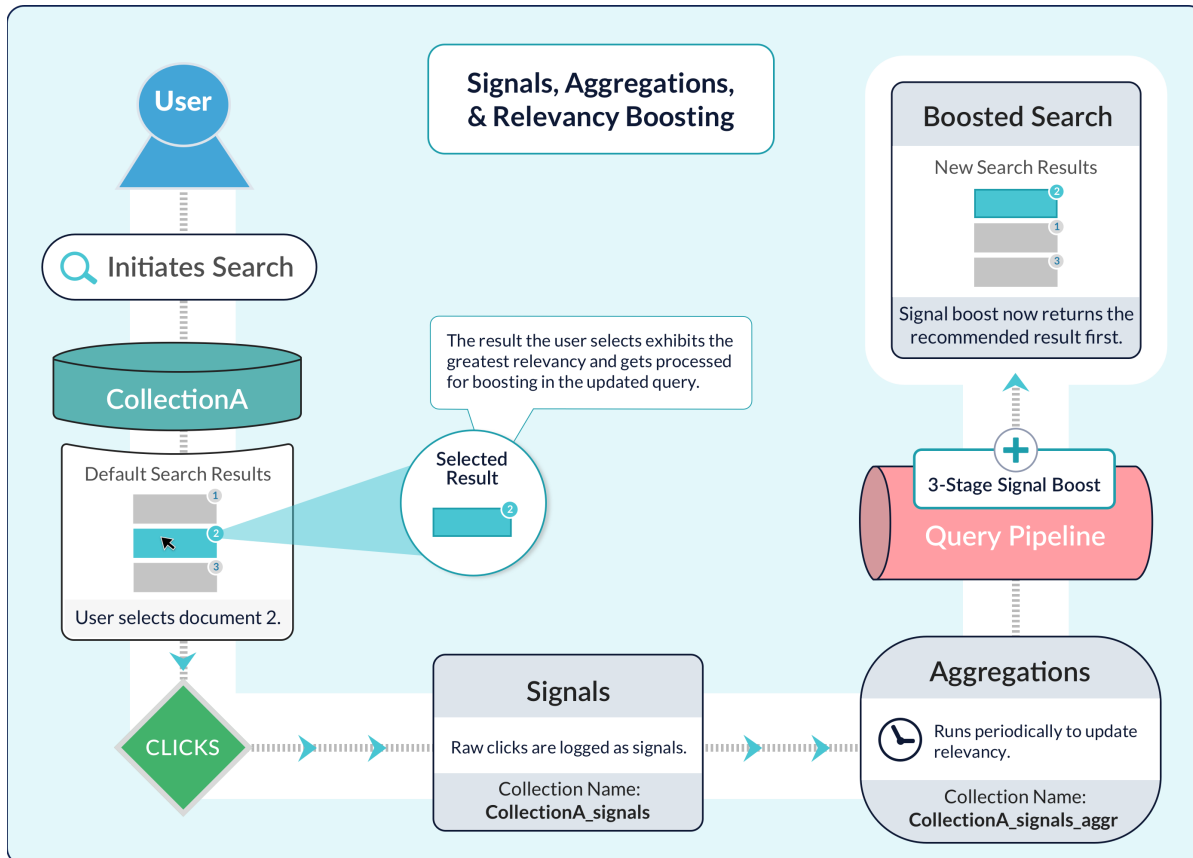 Signals, Aggregations,
& Relevancy Boosting
User
Initiates Search
CollectionA
Default Search Results
1
2
3
User selects document 2.
The result the user selects exhibits the
greatest relevancy and gets processed
for boosting in the updated query.
Selected
Result
2
CLICKS
Signals
Raw clicks are logged as signals.
Collection Name:
CollectionA_signals
Aggregations
Runs periodically to update
relevancy.
Collection Name:
CollectionA_signals_aggr
3-Stage Signal Boost
Query Pipeline
Boosted Search
New Search Results
2
1
3
Signal boost now returns the
recommended result first.